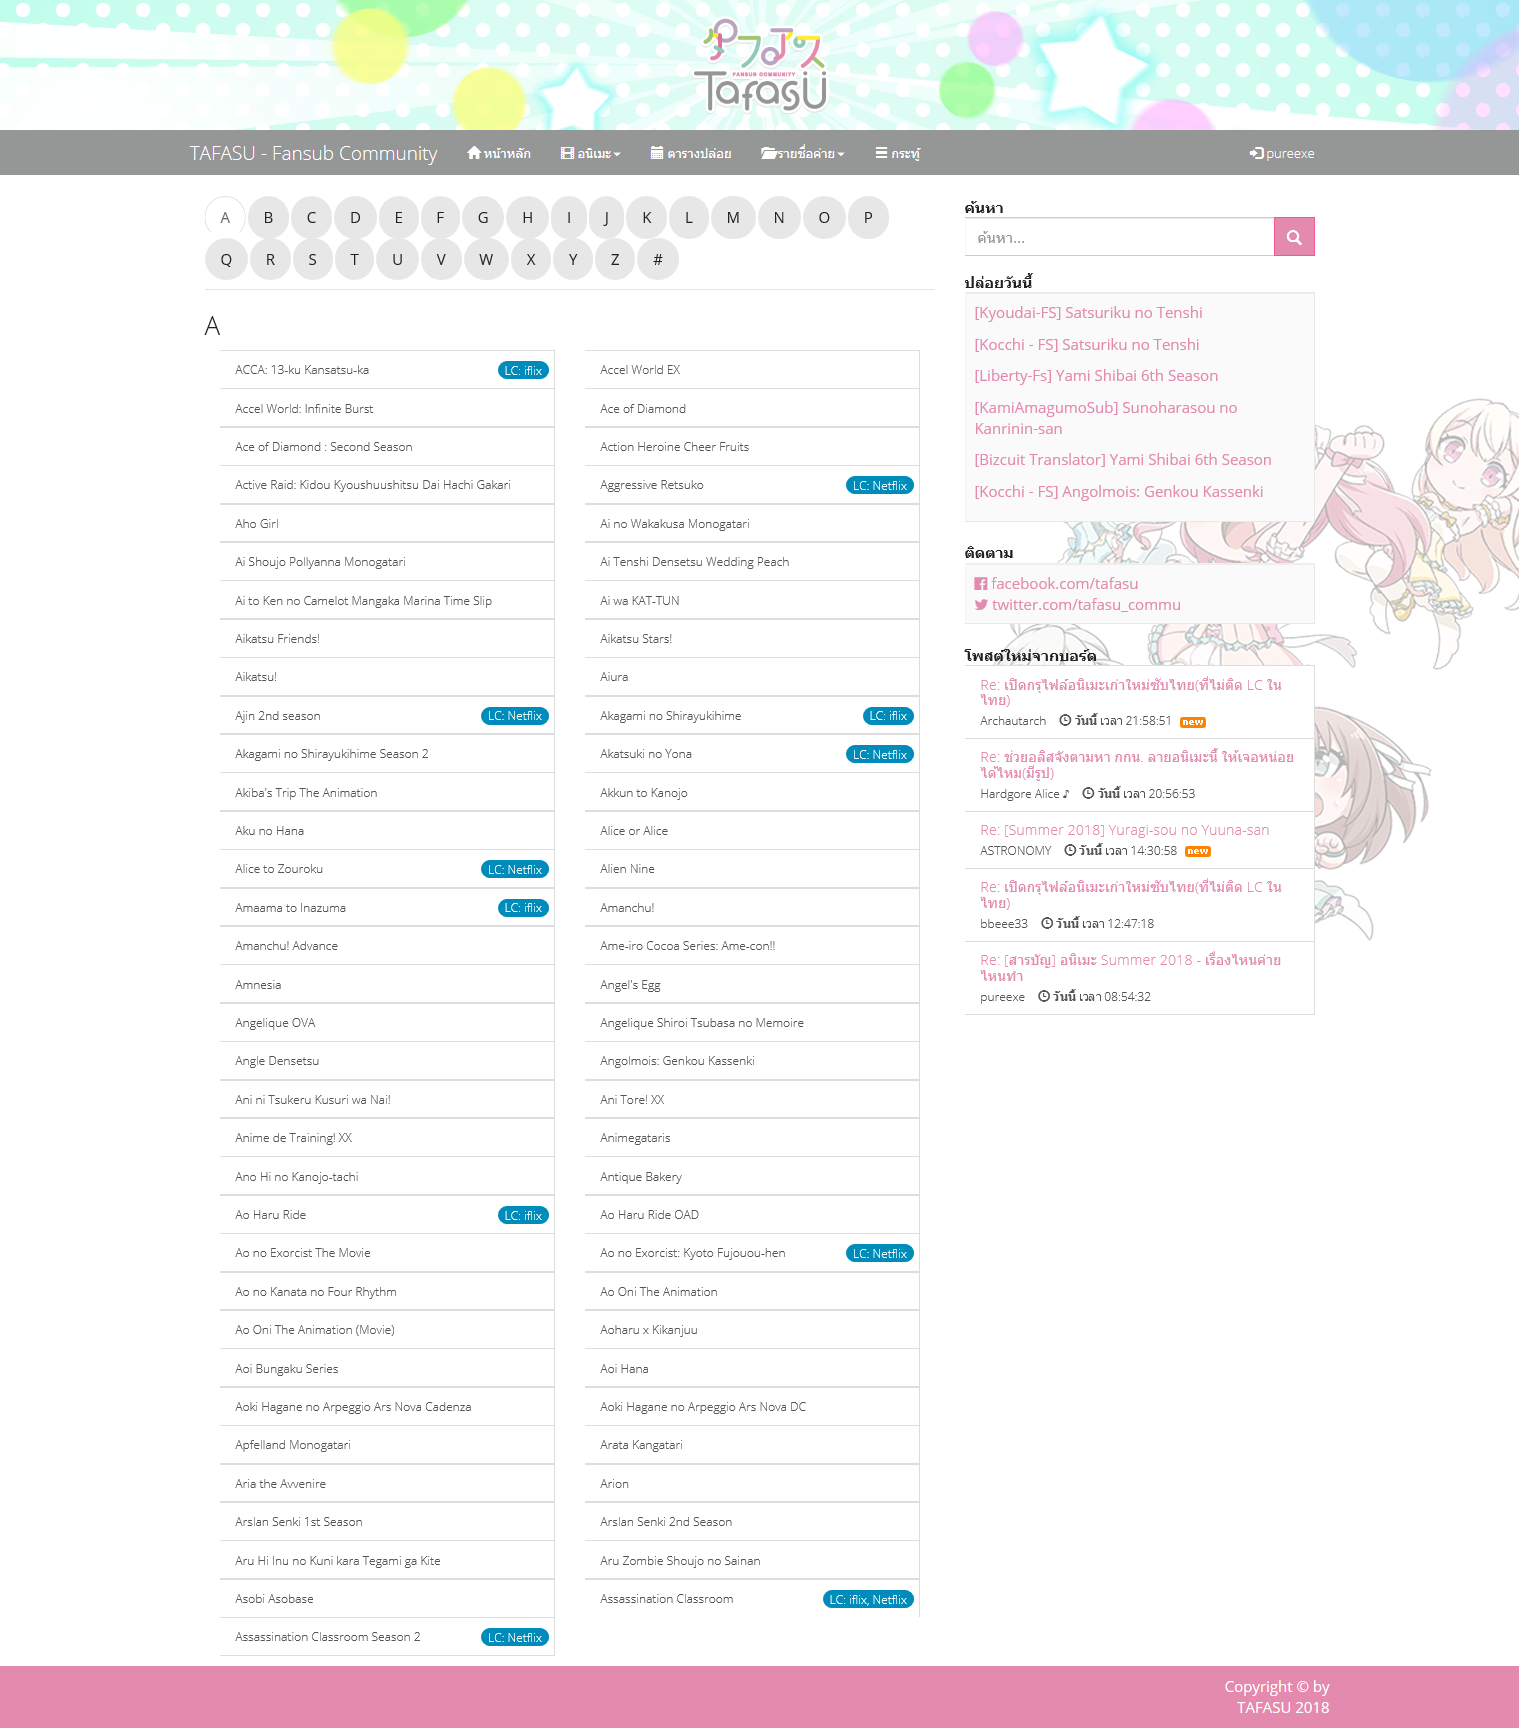 タファス
FANSUB COMMUNITY
TafasU
TAFASU - Fansub Community
หน้าหลัก
อนิเมะ
ตารางปล่อย
รายชื่อค่าย
กระทู้
pureexe
A B C D E F G H I J K L M N O P
Q R S T U V W X Y Z #
A
ACCA: 13-ku Kansatsu-ka LC: iflix
Accel World EX
Accel World: Infinite Burst
Ace of Diamond
Ace of Diamond : Second Season
Action Heroine Cheer Fruits
Active Raid: Kidou Kyoushuushitsu Dai Hachi Gakari
Aggressive Retsuko LC: Netflix
Aho Girl
Ai no Wakakusa Monogatari
Ai Shoujo Pollyanna Monogatari
Ai Tenshi Densetsu Wedding Peach
Ai to Ken no Camelot Mangaka Marina Time Slip
Ai wa KAT-TUN
Aikatsu Friends!
Aikatsu Stars!
Aikatsu!
Aiura
Ajin 2nd season LC: Netflix
Akagami no Shirayukihime LC: iflix
Akagami no Shirayukihime Season 2
Akatsuki no Yona LC: Netflix
Akiba's Trip The Animation
Akkun to Kanojo
Aku no Hana
Alice or Alice
Alice to Zouroku LC: Netflix
Alien Nine
Amaama to Inazuma LC: iflix
Amanchu!
Amanchu! Advance
Ame-iro Cocoa Series: Ame-con!!
Amnesia
Angel's Egg
Angelique OVA
Angelique Shiroi Tsubasa no Memoire
Angle Densetsu
Angolmois: Genkou Kassenki
Ani ni Tsukeru Kusuri wa Nai!
Ani Tore! XX
Anime de Training! XX
Animegataris
Ano Hi no Kanojo-tachi
Antique Bakery
Ao Haru Ride LC: iflix
Ao Haru Ride OAD
Ao no Exorcist The Movie
Ao no Exorcist: Kyoto Fujouou-hen LC: Netflix
Ao no Kanata no Four Rhythm
Ao Oni The Animation
Ao Oni The Animation (Movie)
Aoharu x Kikanjuu
Aoi Bungaku Series
Aoi Hana
Aoki Hagane no Arpeggio Ars Nova Cadenza
Aoki Hagane no Arpeggio Ars Nova DC
Apfelland Monogatari
Arata Kangatari
Aria the Avvenire
Arion
Arslan Senki 1st Season
Arslan Senki 2nd Season
Aru Hi Inu no Kuni kara Tegami ga Kite
Aru Zombie Shoujo no Sainan
Asobi Asobase
Assassination Classroom LC: iflix, Netflix
Assassination Classroom Season 2 LC: Netflix
ค้นหา
ค้นหา...
ปล่อยวันนี้
[Kyoudai-FS] Satsuriku no Tenshi
[Kocchi - FS] Satsuriku no Tenshi
[Liberty-Fs] Yami Shibai 6th Season
[KamiAmagumoSub] Sunoharasou no
Kanrinin-san
[Bizcuit Translator] Yami Shibai 6th Season
[Kocchi - FS] Angolmois: Genkou Kassenki
ติดตาม
facebook.com/tafasu
twitter.com/tafasu_commu
โพสต์ใหม่จากบอร์ด
Re: เปิดกรุไฟล์อนิเมะเก่าใหม่ซับไทย(ที่ไม่ติด LC ใน
ไทย)
Archautarch วันนี้ เวลา 21:58:51 new
Re: ช่วยอลิสจังตามหา กกน. ลายอนิเมะนี้ ให้เจอหน่อย
ได้ไหม(มีรูป)
Hardgore Alice ♪ วันนี้ เวลา 20:56:53
Re: [Summer 2018] Yuragi-sou no Yuuna-san
ASTRONOMY วันนี้ เวลา 14:30:58 new
Re: เปิดกรุไฟล์อนิเมะเก่าใหม่ซับไทย(ที่ไม่ติด LC ใน
ไทย)
bbeee33 วันนี้ เวลา 12:47:18
Re: [สารบัญ] อนิเมะ Summer 2018 - เรื่องไหนค่าย
ไหนทำ
pureexe วันนี้ เวลา 08:54:32
Copyright © by
TAFASU 2018